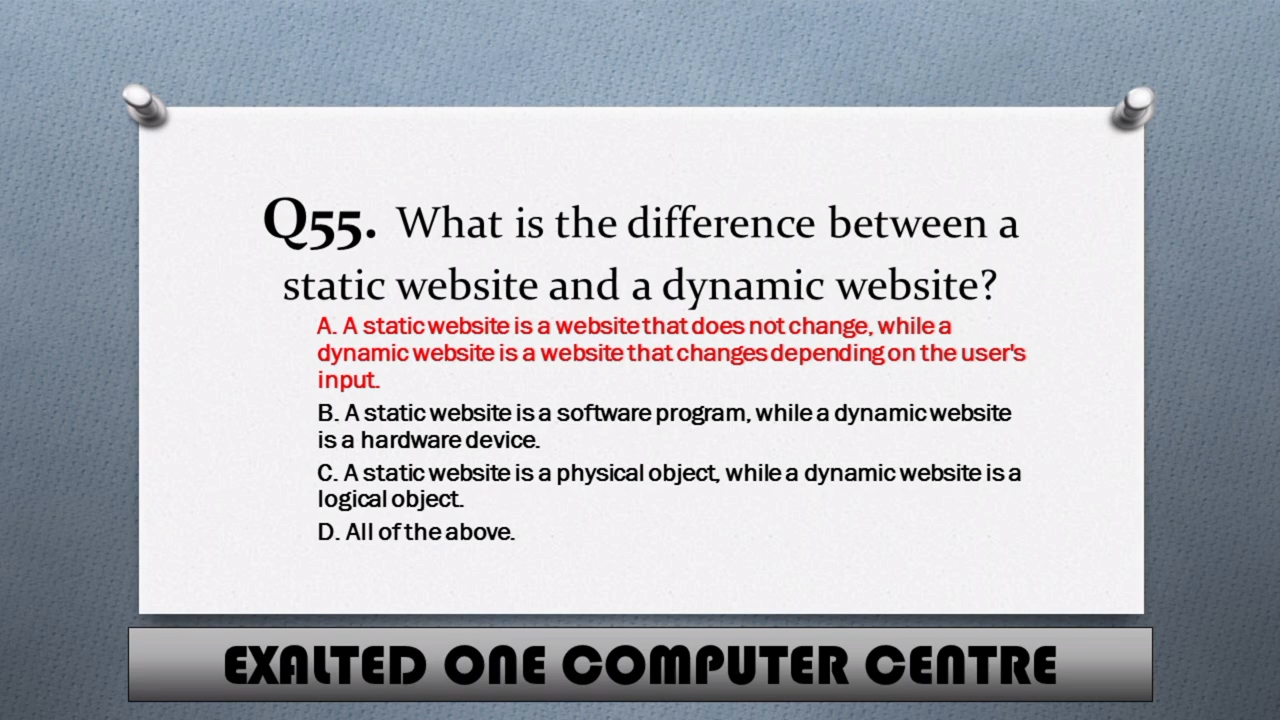 Q55. What is the difference between a
static website and a dynamic website?
A. A static website is a website that does not change, while a
dynamic website is a website that changes depending on the user's
input.
B. A static website is a software program, while a dynamic website
is a hardware device.
C. A static website is a physical object, while a dynamic website is a
logical object.
D. All of the above.
EXALTED ONE COMPUTER CENTRE